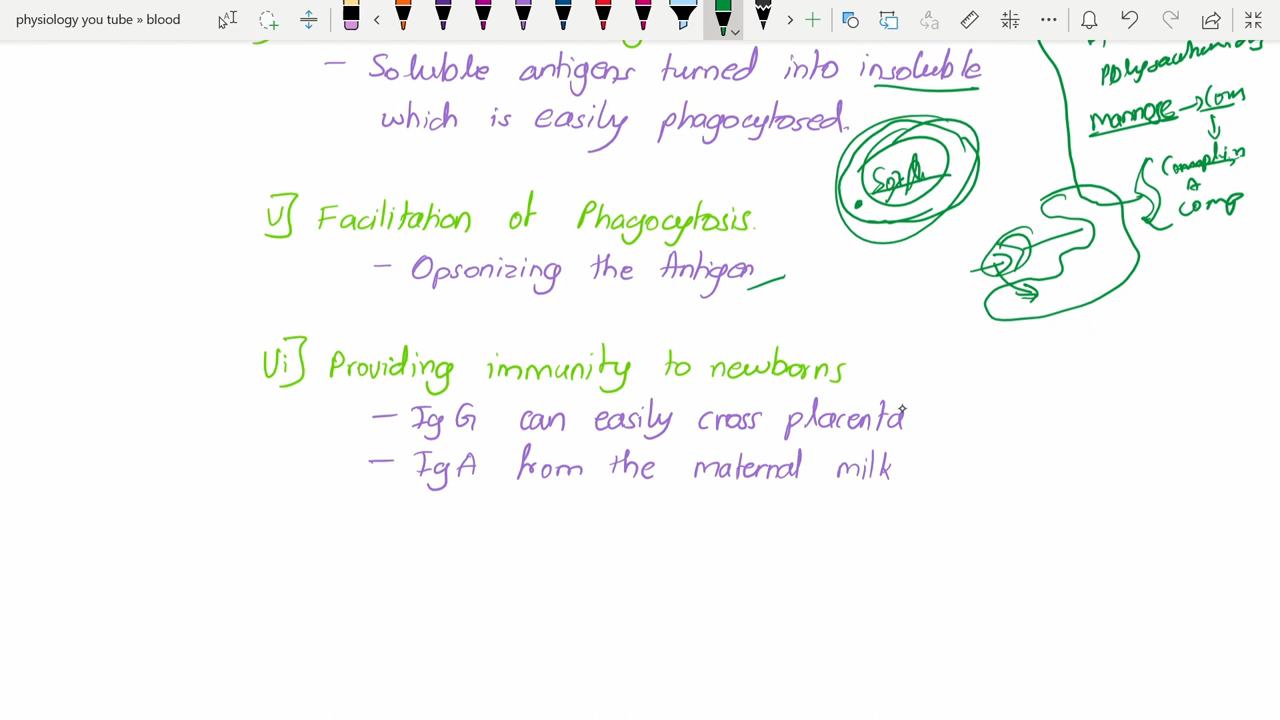 physiology you tube » blood
- Soluble antigens turned into insoluble
which is easily phagocytosed.
v] Facilitation of Phagocytosis.
- Opsonizing the Antigen
vi] Providing immunity to newborns
- IgG can easily cross placenta
- IgA from the maternal milk
Polysaccharides
mannose → 
comp